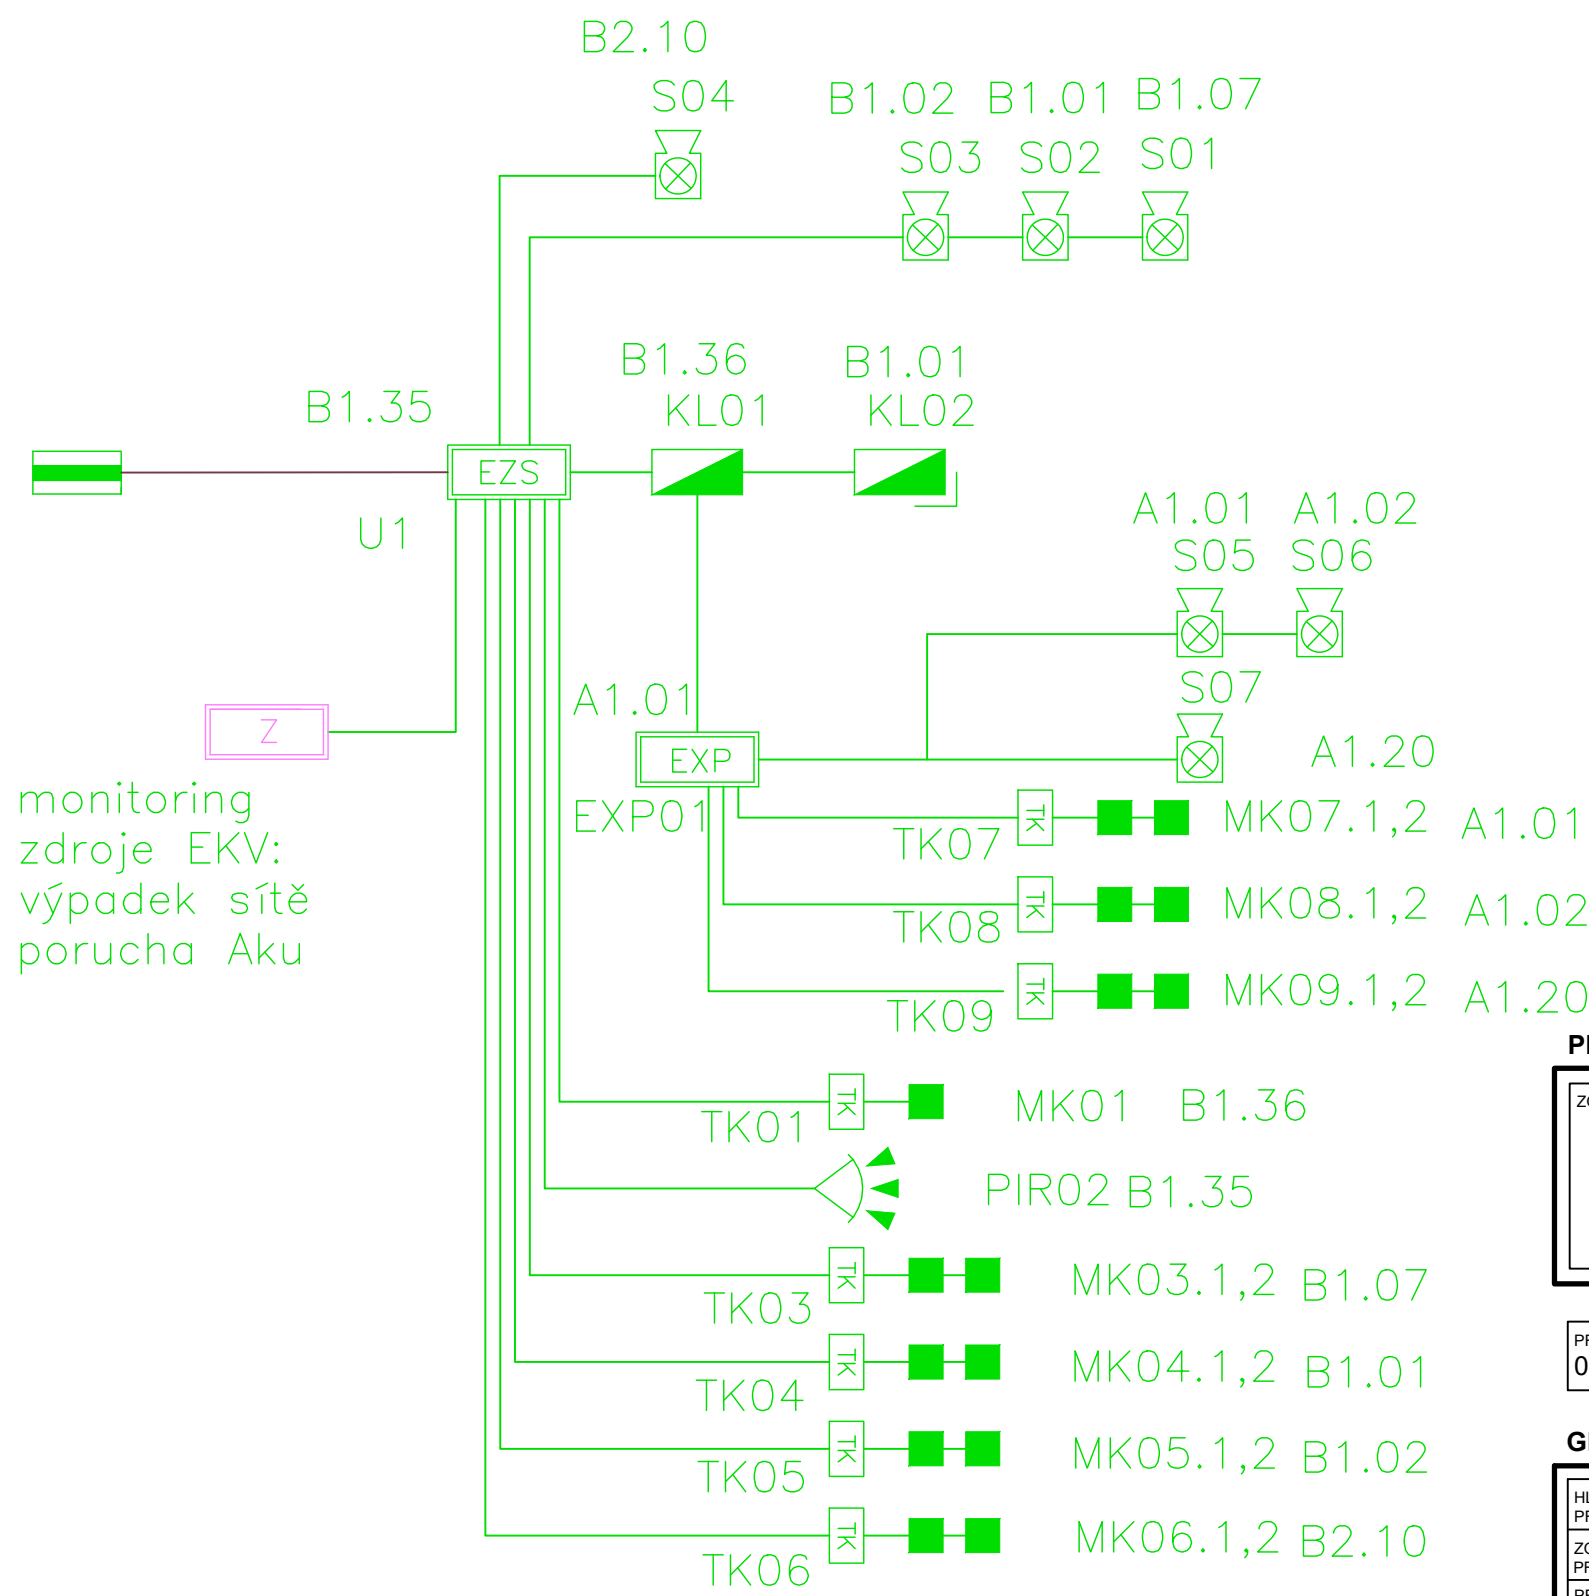 B2.10
S04
B1.02 B1.01 B1.07
S03 S02 S01
B1.36 B1.01
KL01 KL02
B1.35
EZS
U1
A1.01 A1.02
S05 S06
S07
A1.01
Z
EXP
A1.20
EXP01
monitoring
zdroje EKV:
výpadek sítě
porucha Aku
TK
TK07
MK07.1,2 A1.01
TK
TK08
MK08.1,2 A1.02
TK
TK09
MK09.1,2 A1.20
TK
TK01
MK01 B1.36
PIR02 B1.35
TK
TK03
MK03.1,2 B1.07
TK
TK04
MK04.1,2 B1.01
TK
TK05
MK05.1,2 B1.02
TK
TK06
MK06.1,2 B2.10